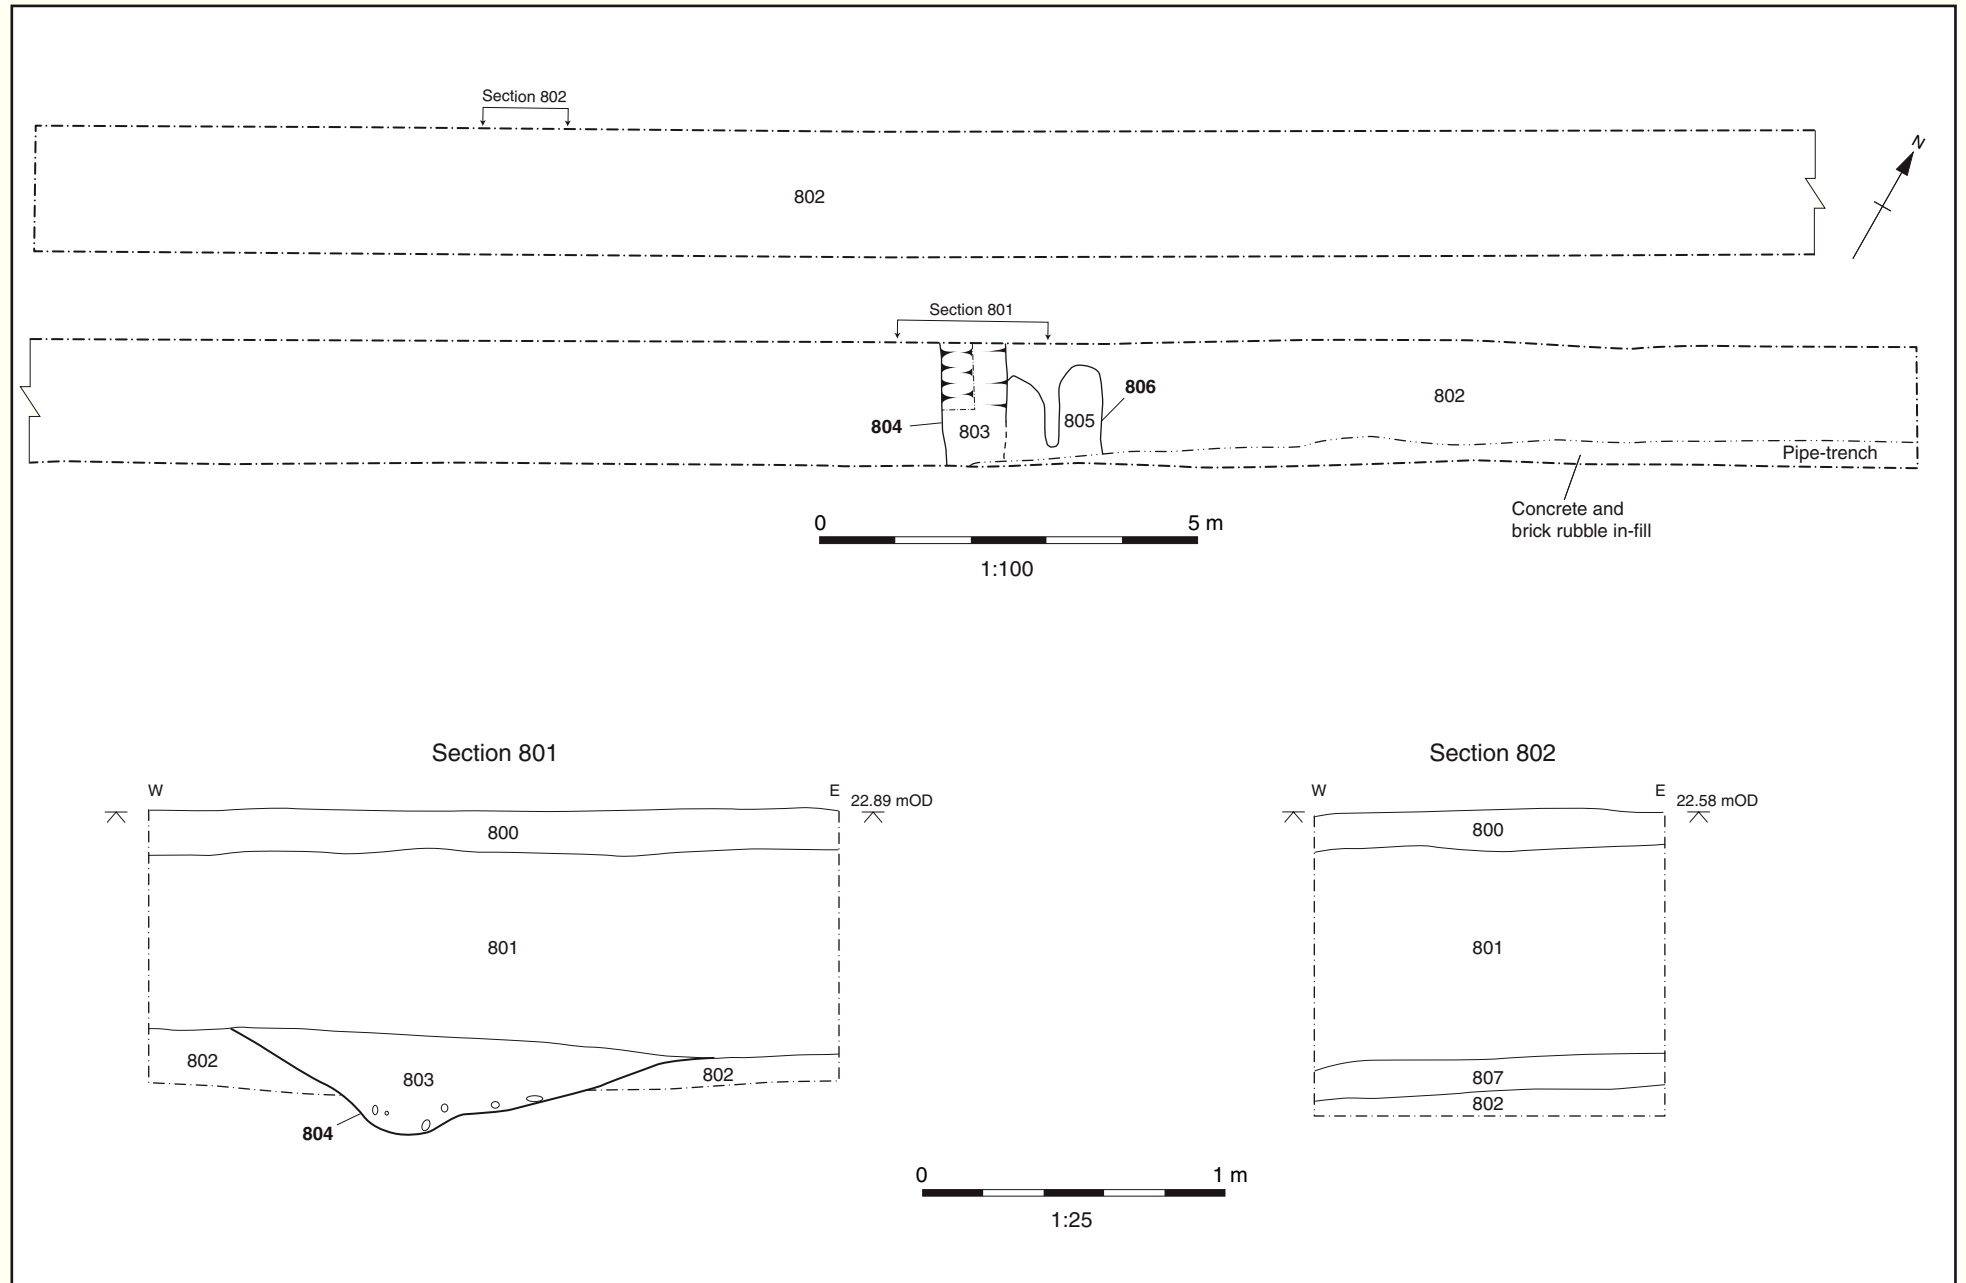 Section 802
N
802
Section 801
806
802
804
803
805
Pipe-trench
Concrete and
brick rubble in-fill
0 5 m
1:100
Section 801
Section 802
W E
22.89 mOD
W E
22.58 mOD
800
800
801
801
802
803
802
804
807
802
0 1 m
1:25